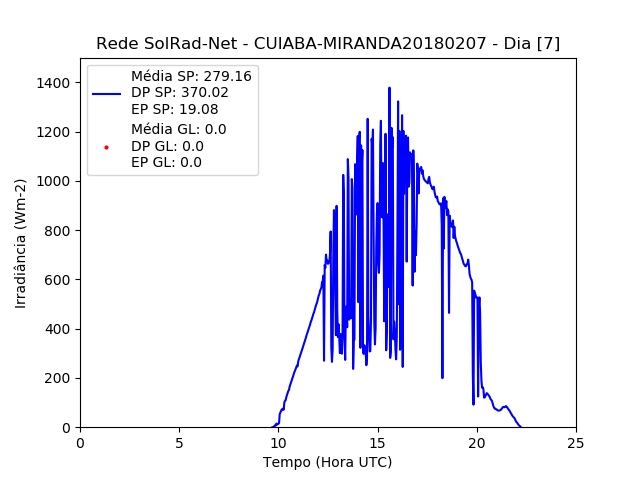 Rede SolRad-Net - CUIABA-MIRANDA20180207 - Dia [7]
Média SP: 279.16
DP SP: 370.02
EP SP: 19.08
Média GL: 0.0
DP GL: 0.0
EP GL: 0.0
Irradiância (Wm-2)
1400
1200
1000
800
600
400
200
0
0 5 10 15 20 25
Tempo (Hora UTC)